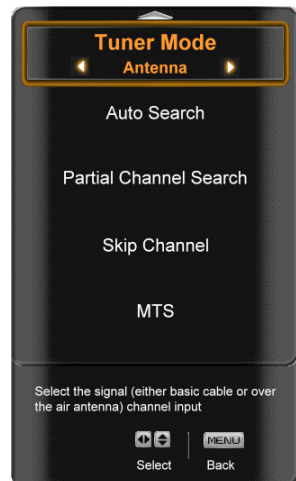 Tuner Mode
Antenna
Auto Search
Partial Channel Search
Skip Channel
MTS
Select the signal (either basic cable or over
the air antenna) channel input
MENU
Select Back